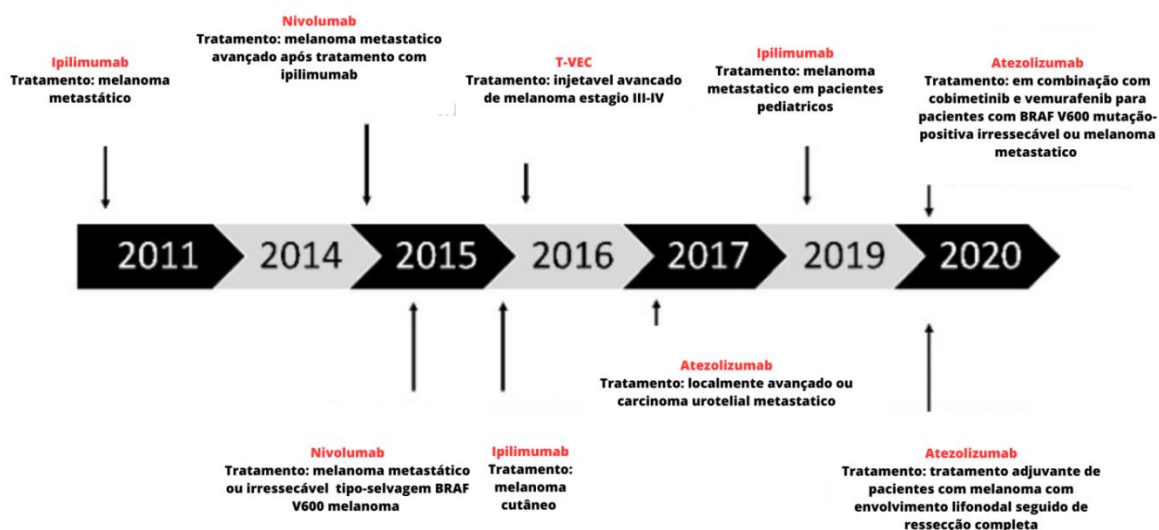 Ipilimumab
Tratamento: melanoma
metastático
Nivolumab
Tratamento: melanoma metastatico
avançado após tratamento com
ipilimumab
T-VEC
Tratamento: injetavel avancado
de melanoma estagio III-IV
Ipilimumab
Tratamento: melanoma
metastatico em pacientes
pediatricos
Atezolizumab
Tratamento: em combinação com
cobimetinib e vemurafenib para
pacientes com BRAF V600 mutação-
positiva irressecável ou melanoma
metastatico
2011 2014 2015 2016 2017 2019 2020
Nivolumab
Tratamento: melanoma metastático
ou irressecável tipo-selvagem BRAF
V600 melanoma
Ipilimumab
Tratamento:
melanoma
cutâneo
Atezolizumab
Tratamento: localmente avançado ou
carcinoma urotelial metastatico
Atezolizumab
Tratamento: tratamento adjuvante de
pacientes com melanoma com
envolvimento lifonodal seguido de
ressecção completa